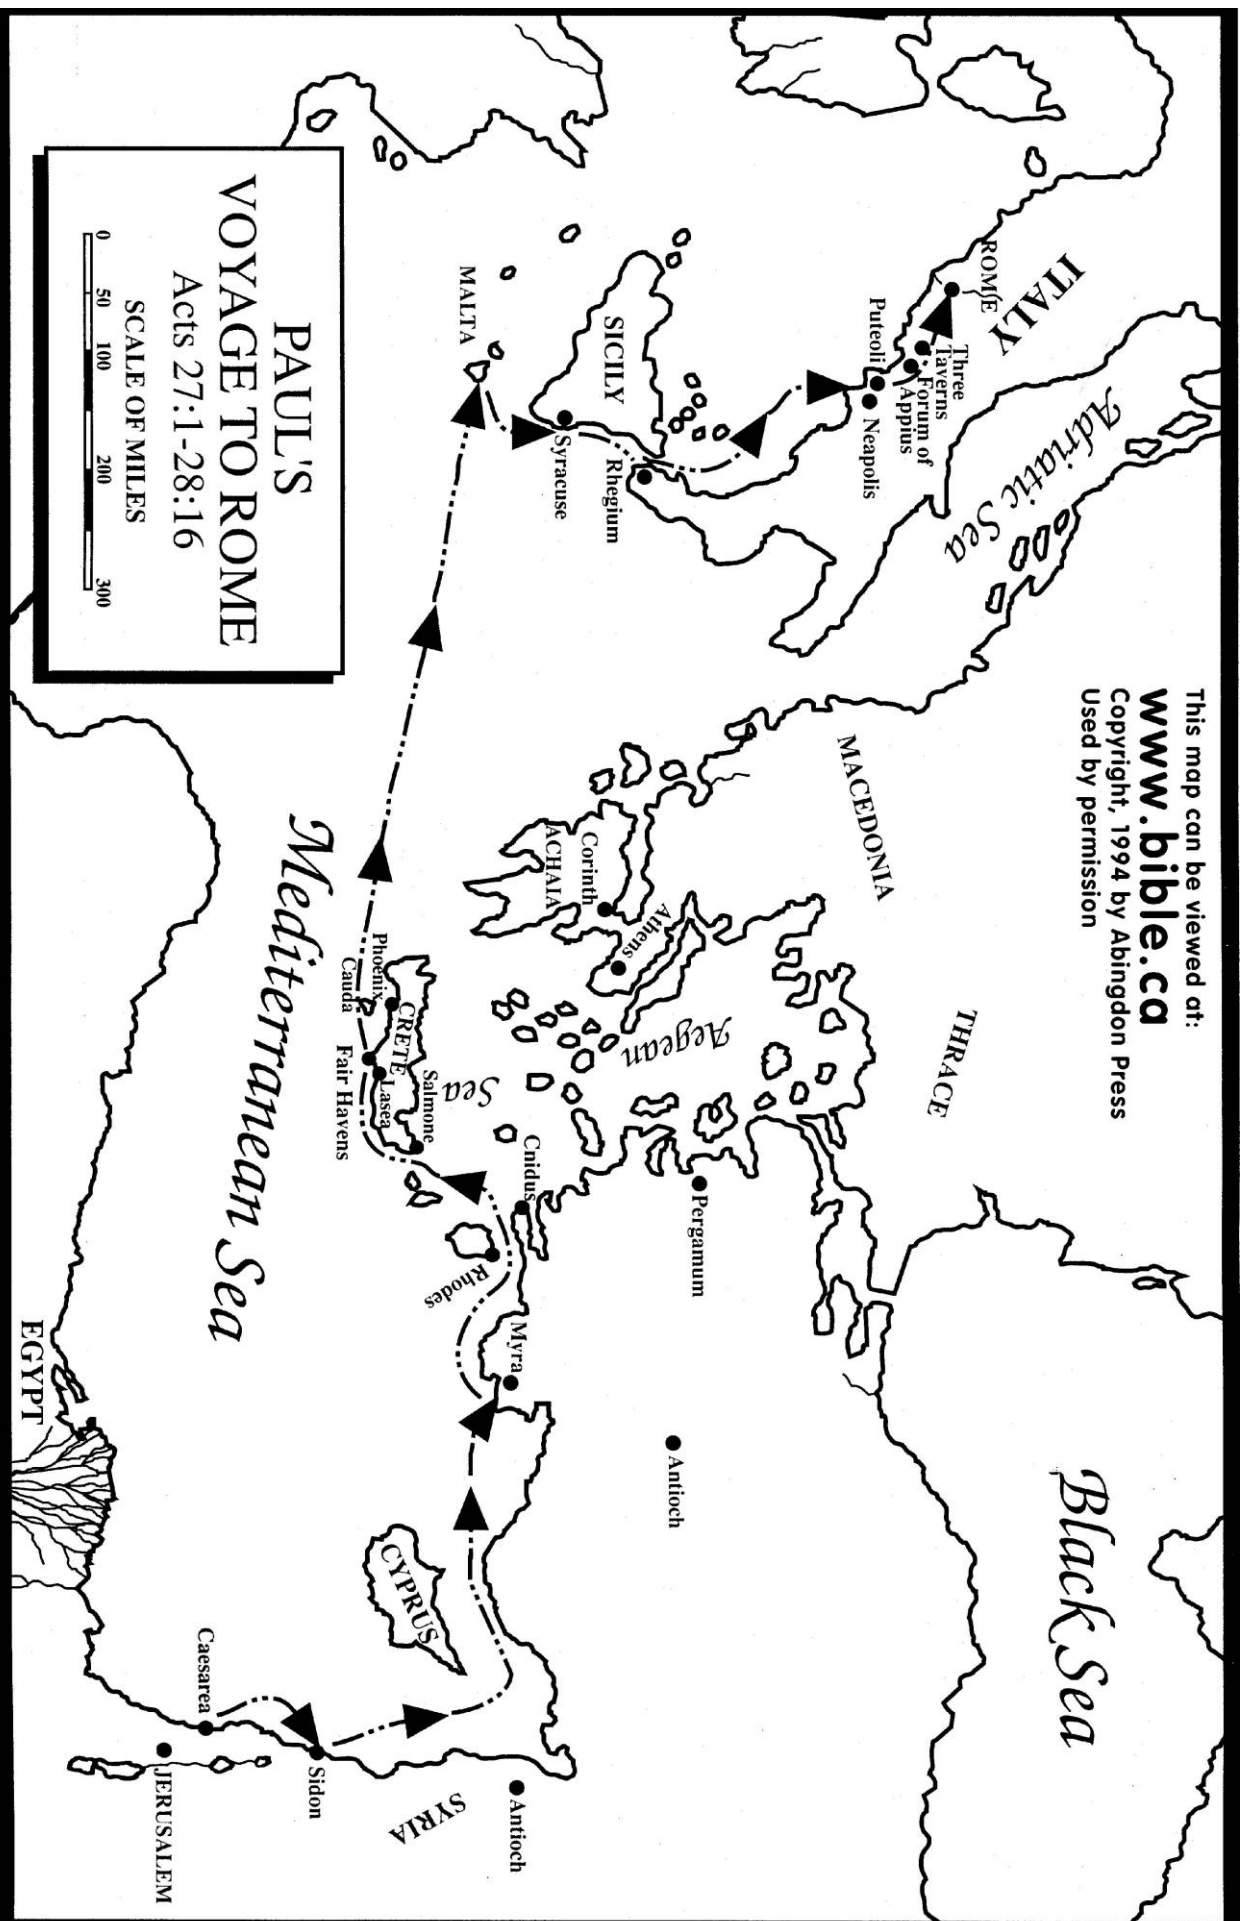 This map can be viewed at:
www.bible.ca
Copyright, 1994 by Abingdon Press
Used by permission
ITALY
ROME
Three
Taverns
Forum of
Appius
Puteoli
Neapolis
Adriatic Sea
MACEDONIA
THRACE
Black Sea
SICILY
Rhegium
Syracuse
MALTA
Corinth
ACHAIA
Athens
Aegean
Sea
Pergamum
Antioch
Cnidus
Rhodes
Myra
Salmone
CRETE
Lasea
Phoenix
Cauda
Fair Havens
CYPRUS
Antioch
SYRIA
Sidon
Caesarea
JERUSALEM
Mediterranean Sea
EGYPT
PAUL'S
VOYAGE TO ROME
Acts 27:1-28:16
SCALE OF MILES
0 50 100 200 300